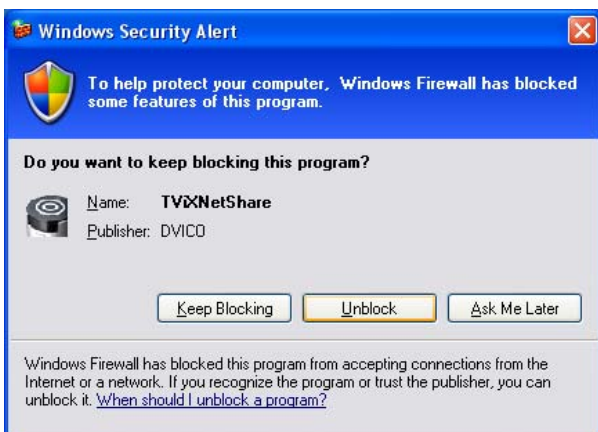 Windows Security Alert
To help protect your computer, Windows Firewall has blocked
some features of this program.
Do you want to keep blocking this program?
Name: TViXNetShare
Publisher: DVICO
Keep Blocking Unblock Ask Me Later
Windows Firewall has blocked this program from accepting connections from the
Internet or a network. If you recognize the program or trust the publisher, you can
unblock it. When should I unblock a program?